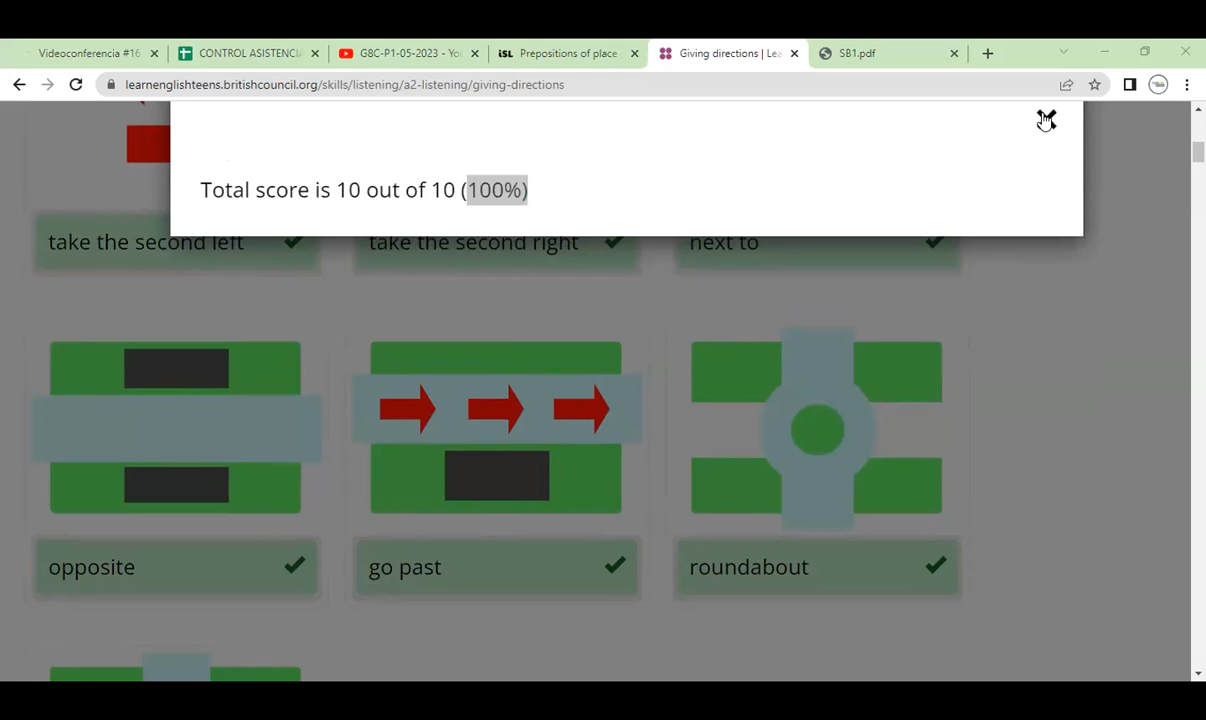 Videoconferencia #16
CONTROL ASISTENCIA
G8C-P1-05-2023 - Yo
iSL Prepositions of place
Giving directions | Lea
SB1.pdf
learnenglishteens.britishcouncil.org/skills/listening/a2-listening/giving-directions
Total score is 10 out of 10 (100%)
take the second left
take the second right
next to
opposite
go past
roundabout